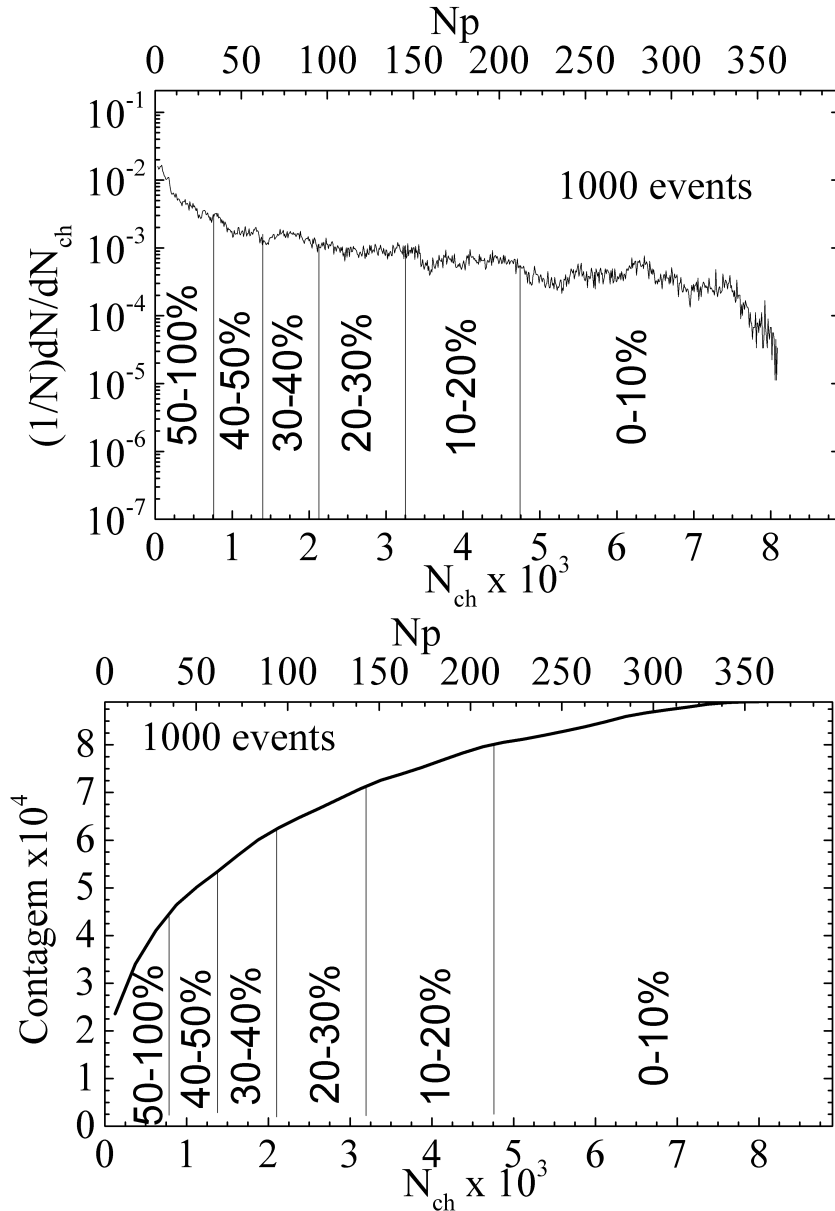 Np
0 50 100 150 200 250 300 350
10^-1
10^-2
10^-3
10^-4
10^-5
10^-6
10^-7
(1/N)dN/dN_ch
1000 events
50-100%
40-50%
30-40%
20-30%
10-20%
0-10%
0 1 2 3 4 5 6 7 8
N_ch x 10^3
Np
0 50 100 150 200 250 300 350
1000 events
8
7
6
5
4
3
2
1
0
Contagem x10^4
50-100%
40-50%
30-40%
20-30%
10-20%
0-10%
0 1 2 3 4 5 6 7 8
N_ch x 10^3